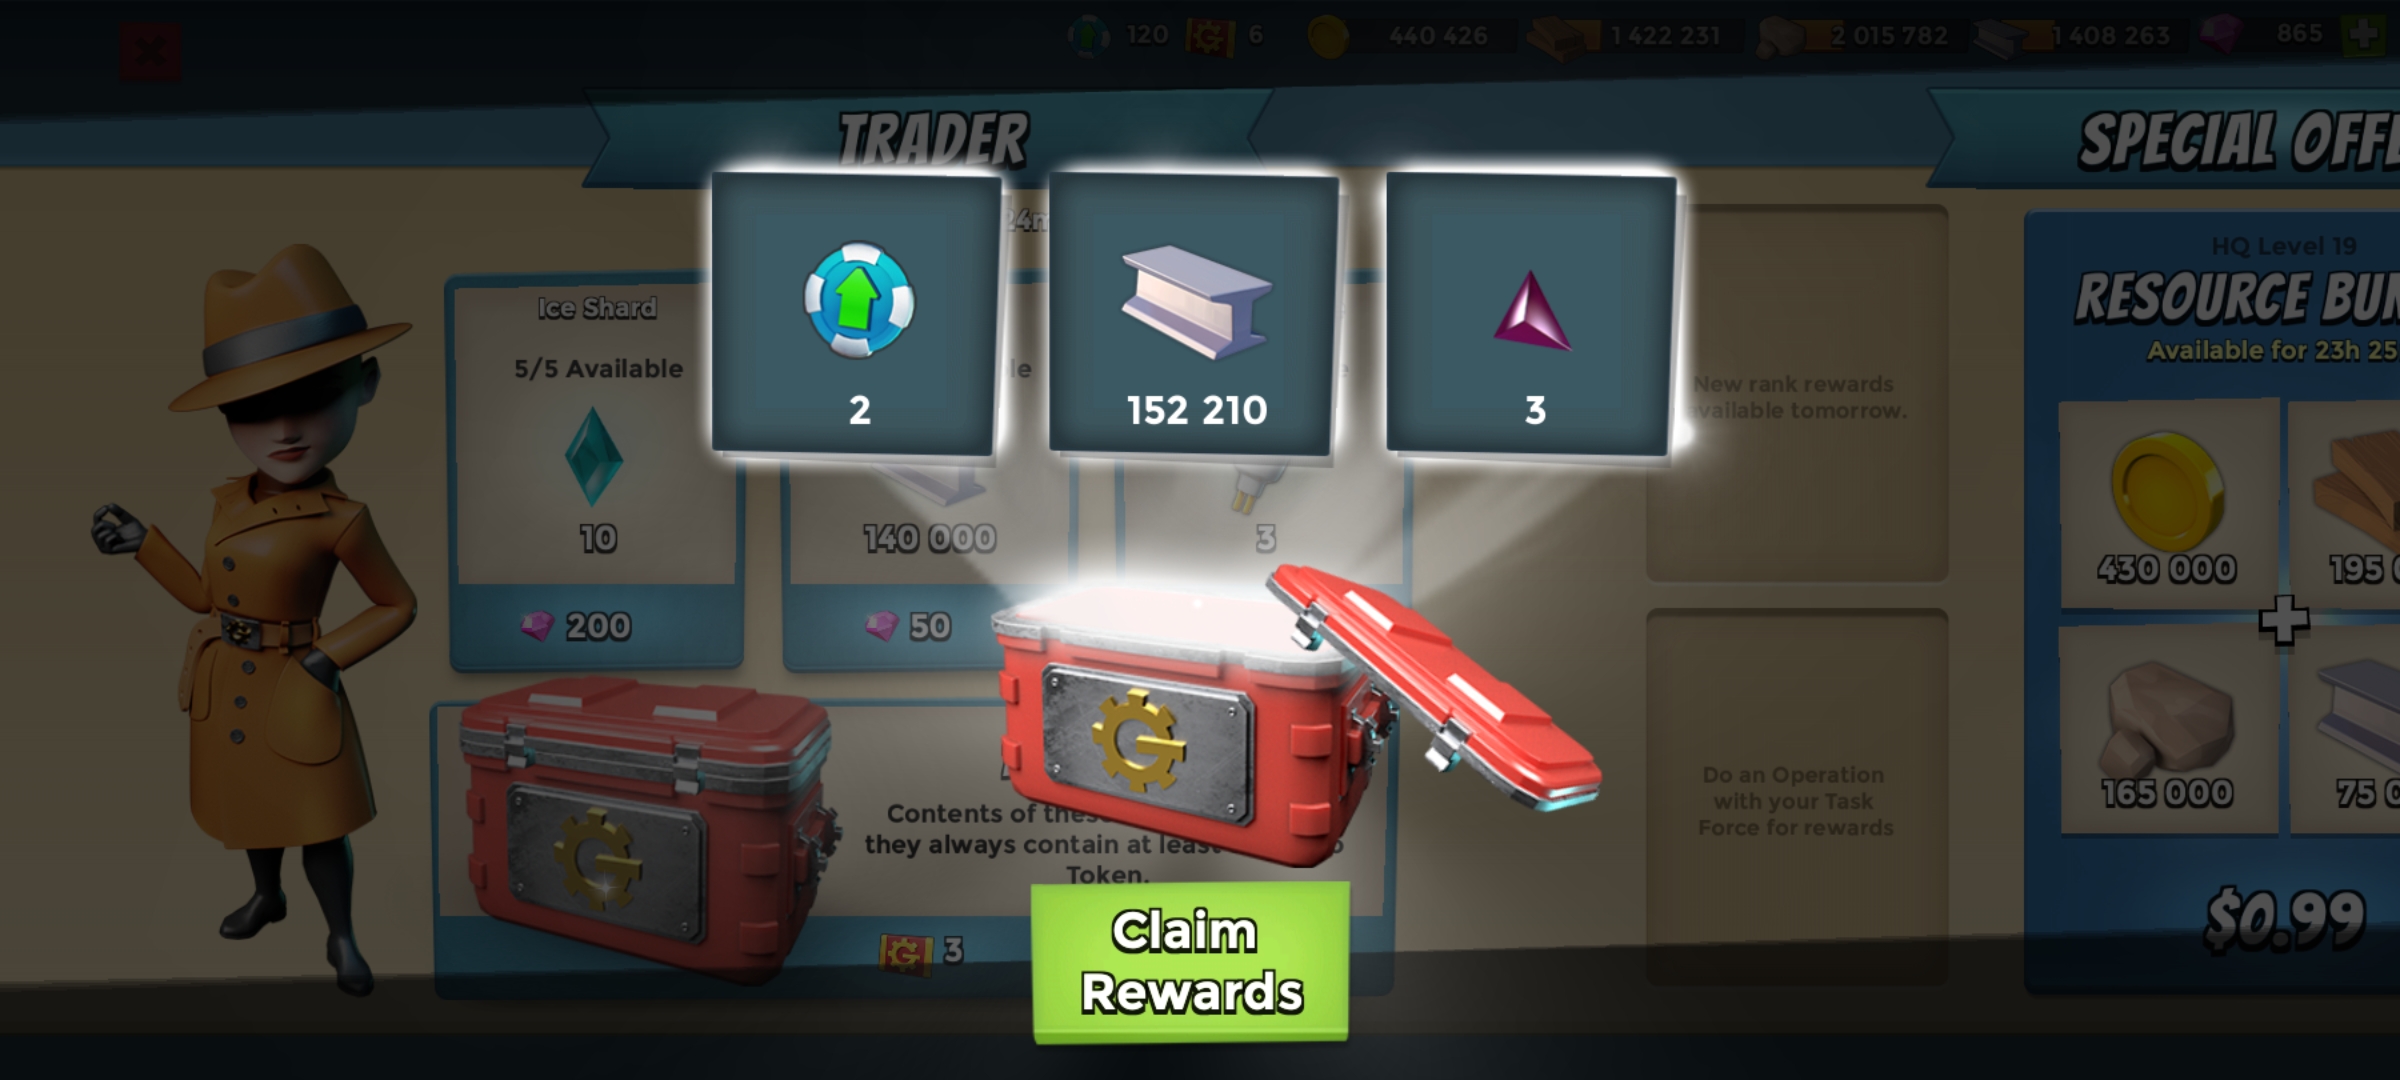 120
6
440 426
1 422 231
2 015 782
1 408 263
865
TRADER
SPECIAL OFFE
24m
2
152 210
3
Ice Shard
5/5 Available
10
200
140 000
50
3
New rank rewards
available tomorrow.
HQ Level 19
RESOURCE BUN
Available for 23h 25
430 000
195
165 000
75
$0.99
Do an Operation
with your Task
Force for rewards
Contents of these
they always contain at least
Token.
3
Claim
Rewards